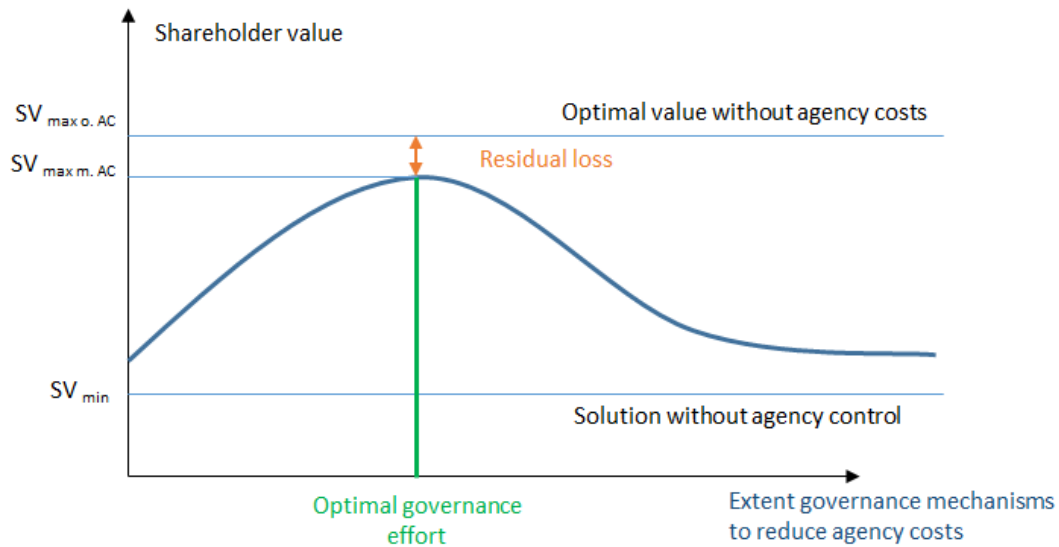 Shareholder value
SV max o. AC
Optimal value without agency costs
Residual loss
SV max m. AC
SV min
Solution without agency control
Optimal governance
effort
Extent governance mechanisms
to reduce agency costs